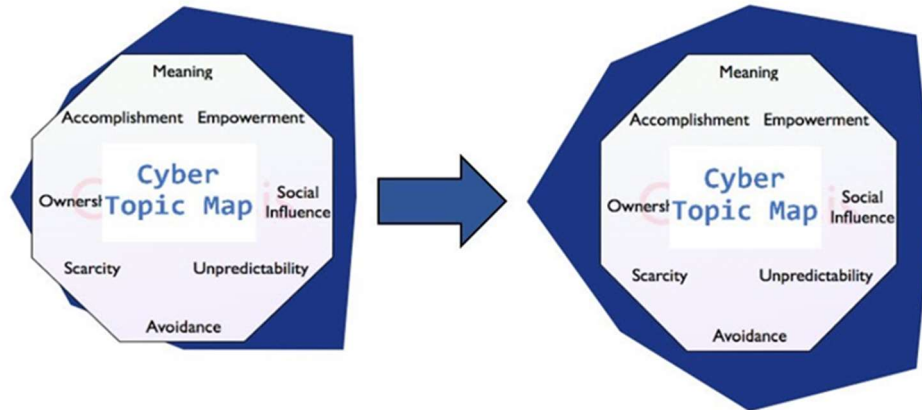 Meaning
Accomplishment Empowerment
Cyber
Topic Map
Social
Influence
Scarcity Unpredictability
Avoidance
Meaning
Accomplishment Empowerment
Cyber
Topic Map
Social
Influence
Scarcity Unpredictability
Avoidance